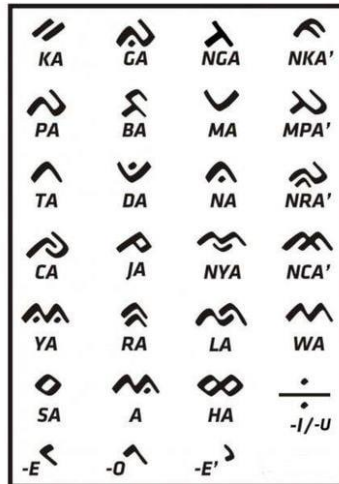 ᨀ ᨁ ᨂ ᨃ
KA GA NGA NKA'
ᨄ ᨅ ᨆ ᨇ
PA BA MA MPA'
ᨈ ᨉ ᨊ ᨋ
TA DA NA NRA'
ᨌ ᨍ ᨎ ᨏ
CA JA NYA NCA'
ᨐ ᨑ ᨒ ᨓ
YA RA LA WA
ᨔ ᨕ ᨖ ᨗ ᨘ
SA A HA -I/-U
-E ᨙ -O ᨚ -E' ᨛ